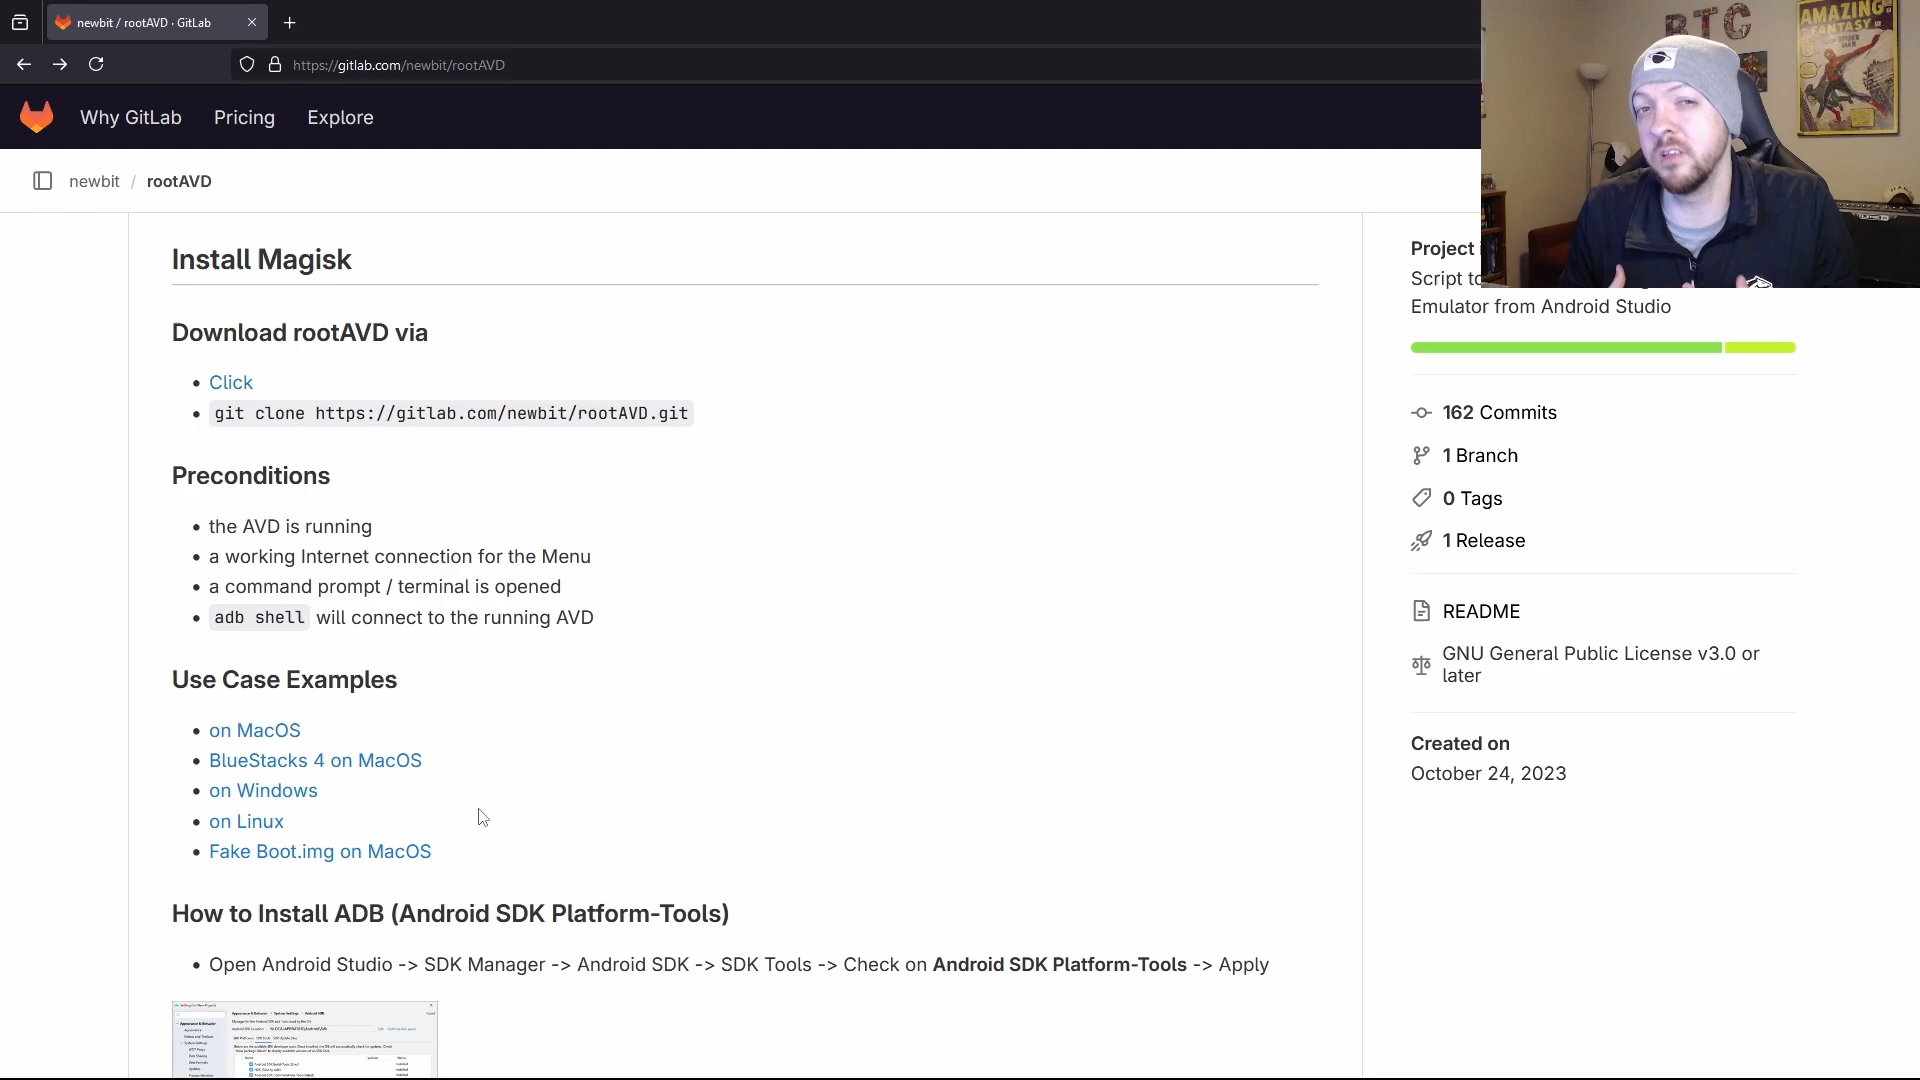 newbit / rootAVD · GitLab
https://gitlab.com/newbit/rootAVD
Why GitLab
Pricing
Explore
newbit / rootAVD
Install Magisk
Download rootAVD via
Click
git clone https://gitlab.com/newbit/rootAVD.git
Preconditions
the AVD is running
a working Internet connection for the Menu
a command prompt / terminal is opened
adb shell will connect to the running AVD
Use Case Examples
on MacOS
BlueStacks 4 on MacOS
on Windows
on Linux
Fake Boot.img on MacOS
How to Install ADB (Android SDK Platform-Tools)
Open Android Studio -> SDK Manager -> Android SDK -> SDK Tools -> Check on Android SDK Platform-Tools -> Apply
Project
Script
Emulator from Android Studio
162 Commits
1 Branch
0 Tags
1 Release
README
GNU General Public License v3.0 or
later
Created on
October 24, 2023
BTC
AMAZING
FANTASY